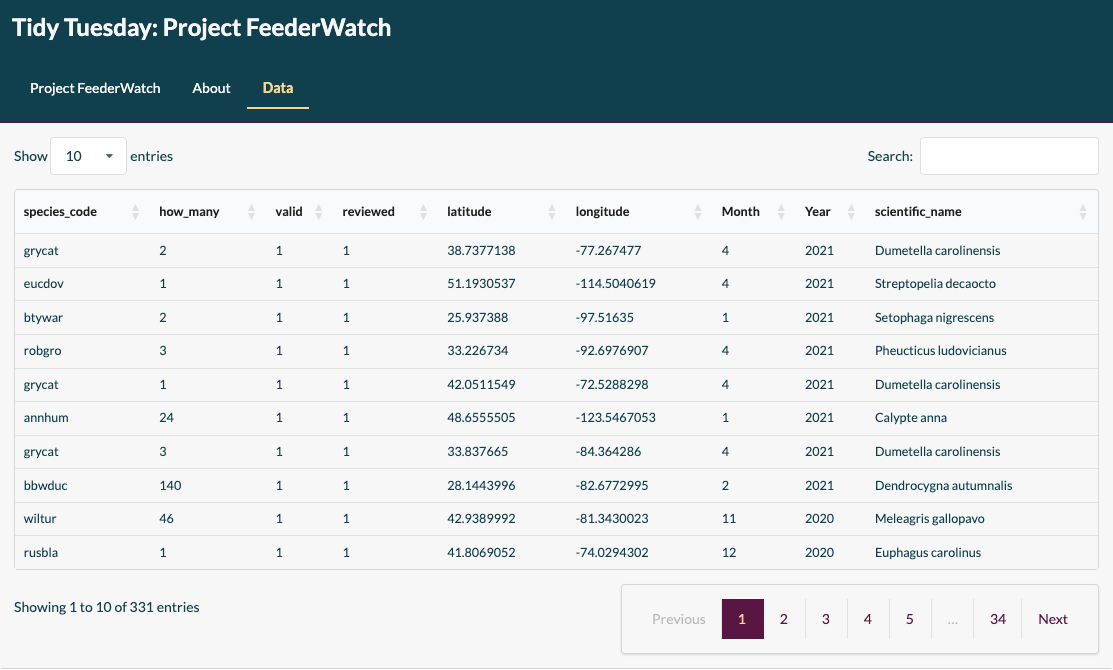 Tidy Tuesday: Project FeederWatch
Project FeederWatch About Data
Show 10 entries Search:
species_code how_many valid reviewed latitude longitude Month Year scientific_name
grycat 2 1 1 38.7377138 -77.267477 4 2021 Dumetella carolinensis
eucdov 1 1 1 51.1930537 -114.5040619 4 2021 Streptopelia decaocto
btywar 2 1 1 25.937388 -97.51635 1 2021 Setophaga nigrescens
robgro 3 1 1 33.226734 -92.6976907 4 2021 Pheucticus ludovicianus
grycat 1 1 1 42.0511549 -72.5288298 4 2021 Dumetella carolinensis
annhum 24 1 1 48.6555505 -123.5467053 1 2021 Calypte anna
grycat 3 1 1 33.837665 -84.364286 4 2021 Dumetella carolinensis
bbwduc 140 1 1 28.1443996 -82.6772995 2 2021 Dendrocygna autumnalis
wiltur 46 1 1 42.9389992 -81.3430023 11 2020 Meleagris gallopavo
rusbla 1 1 1 41.8069052 -74.0294302 12 2020 Euphagus carolinus
Showing 1 to 10 of 331 entries Previous 1 2 3 4 5 ... 34 Next